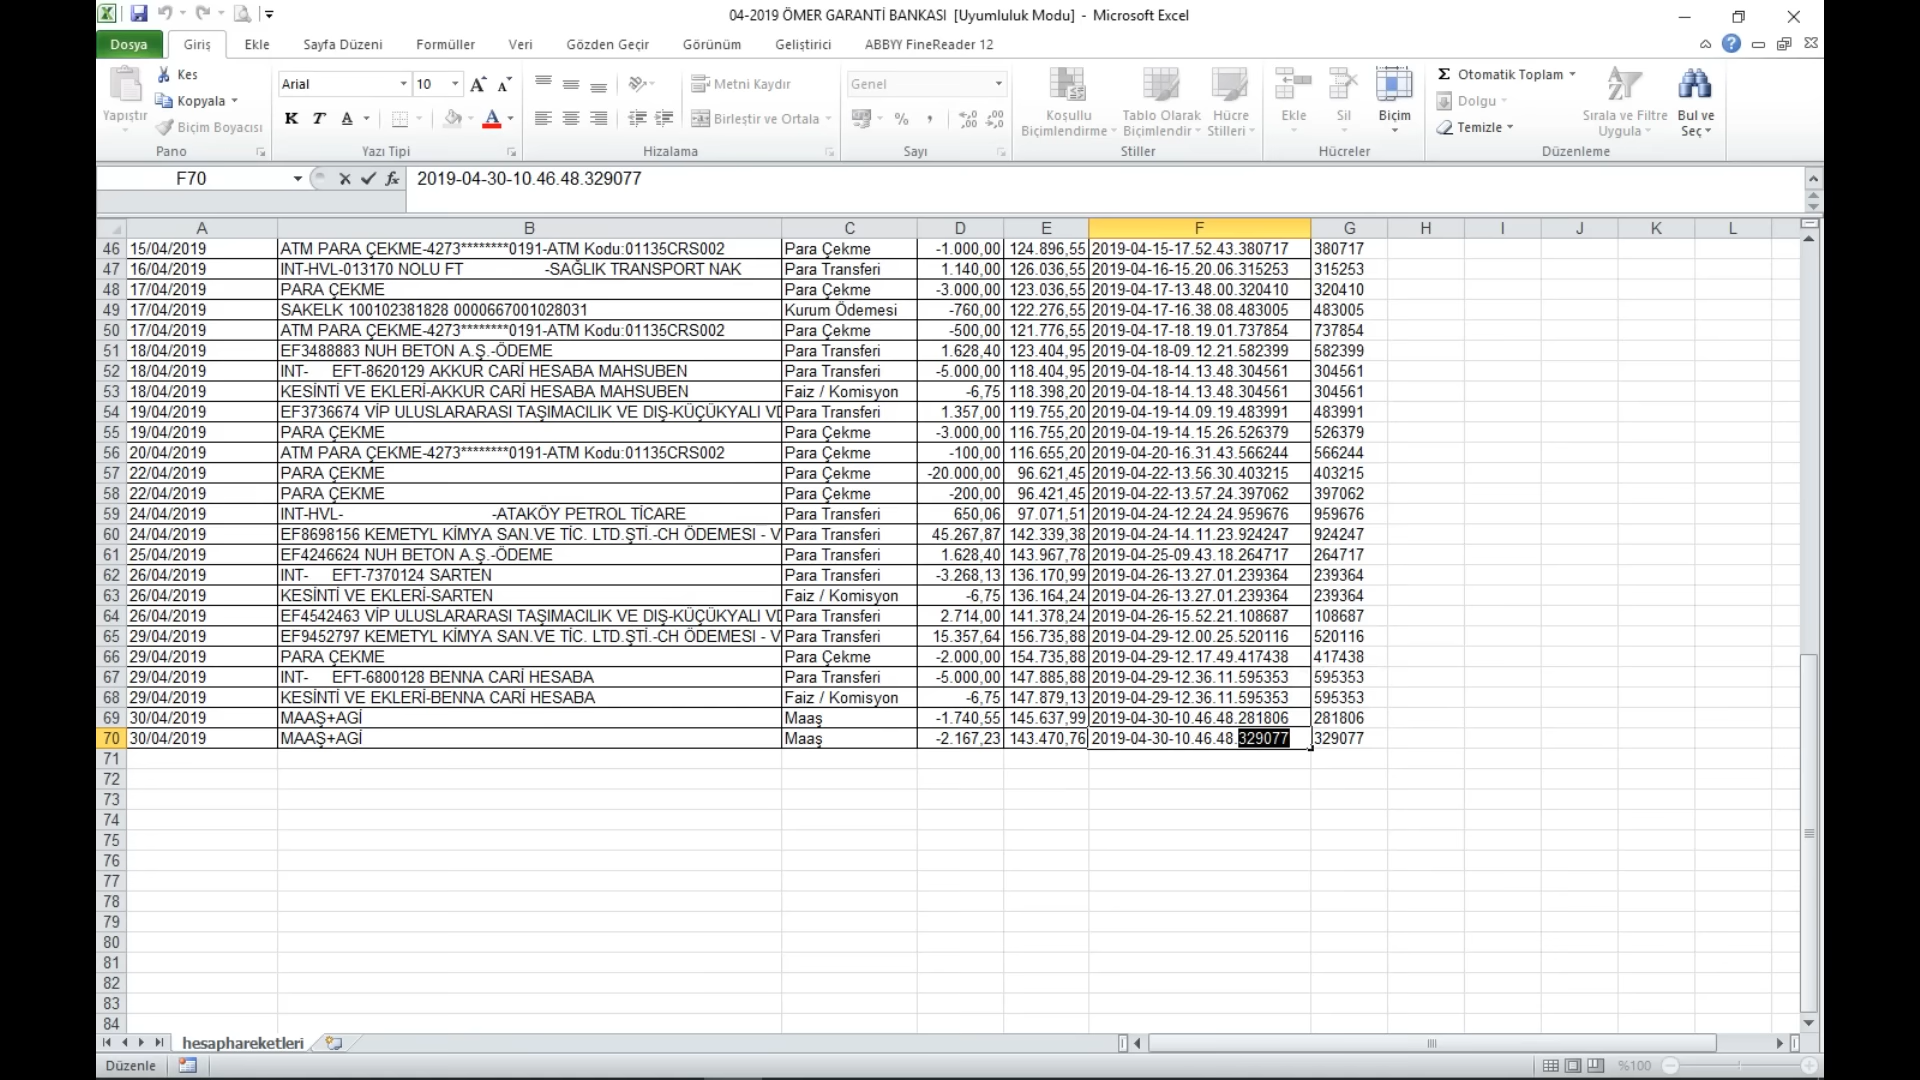 04-2019 ÖMER GARANTİ BANKASI [Uyumluluk Modu] - Microsoft Excel
Dosya Giriş Ekle Sayfa Düzeni Formüller Veri Gözden Geçir Görünüm Geliştirici ABBYY FineReader 12
Yapıştır
Kes
Kopyala
Biçim Boyacısı
Pano
Arial 10
K T A
Yazı Tipi
Metni Kaydır
Birleştir ve Ortala
Hizalama
Genel
Sayı
Koşullu Biçimlendirme
Tablo Olarak Biçimlendir
Hücre Stilleri
Stiller
Ekle Sil Biçim
Hücreler
Otomatik Toplam
Dolgu
Temizle
Sırala ve Filtre Uygula
Bul ve Seç
Düzenleme
F70 fx 2019-04-30-10.46.48.329077
A B C D E F G H I J K L
46 15/04/2019 ATM PARA ÇEKME-4273********0191-ATM Kodu:01135CRS002 Para Çekme -1.000,00 124.896,55 2019-04-15-17.52.43.380717 380717
47 16/04/2019 INT-HVL-013170 NOLU FT -SAĞLIK TRANSPORT NAK Para Transferi 1.140,00 126.036,55 2019-04-16-15.20.06.315253 315253
48 17/04/2019 PARA ÇEKME Para Çekme -3.000,00 123.036,55 2019-04-17-13.48.00.320410 320410
49 17/04/2019 SAKELK 100102381828 0000667001028031 Kurum Ödemesi -760,00 122.276,55 2019-04-17-16.38.08.483005 483005
50 17/04/2019 ATM PARA ÇEKME-4273********0191-ATM Kodu:01135CRS002 Para Çekme -500,00 121.776,55 2019-04-17-18.19.01.737854 737854
51 18/04/2019 EF3488883 NUH BETON A.Ş.-ÖDEME Para Transferi 1.628,40 123.404,95 2019-04-18-09.12.21.582399 582399
52 18/04/2019 INT- EFT-8620129 AKKUR CARİ HESABA MAHSUBEN Para Transferi -5.000,00 118.404,95 2019-04-18-14.13.48.304561 304561
53 18/04/2019 KESİNTİ VE EKLERİ-AKKUR CARİ HESABA MAHSUBEN Faiz / Komisyon -6,75 118.398,20 2019-04-18-14.13.48.304561 304561
54 19/04/2019 EF3736674 VİP ULUSLARARASI TAŞIMACILIK VE DIŞ-KÜÇÜKYALI VD Para Transferi 1.357,00 119.755,20 2019-04-19-14.09.19.483991 483991
55 19/04/2019 PARA ÇEKME Para Çekme -3.000,00 116.755,20 2019-04-19-14.15.26.526379 526379
56 20/04/2019 ATM PARA ÇEKME-4273********0191-ATM Kodu:01135CRS002 Para Çekme -100,00 116.655,20 2019-04-20-16.31.43.566244 566244
57 22/04/2019 PARA ÇEKME Para Çekme -20.000,00 96.621,45 2019-04-22-13.56.30.403215 403215
58 22/04/2019 PARA ÇEKME Para Çekme -200,00 96.421,45 2019-04-22-13.57.24.397062 397062
59 24/04/2019 INT-HVL- -ATAKÖY PETROL TİCARE Para Transferi 650,06 97.071,51 2019-04-24-12.24.24.959676 959676
60 24/04/2019 EF8698156 KEMETYL KİMYA SAN.VE TİC. LTD.ŞTİ.-CH ÖDEMESI - V Para Transferi 45.267,87 142.339,38 2019-04-24-14.11.23.924247 924247
61 25/04/2019 EF4246624 NUH BETON A.Ş.-ÖDEME Para Transferi 1.628,40 143.967,78 2019-04-25-09.43.18.264717 264717
62 26/04/2019 INT- EFT-7370124 SARTEN Para Transferi -3.268,13 136.170,99 2019-04-26-13.27.01.239364 239364
63 26/04/2019 KESİNTİ VE EKLERİ-SARTEN Faiz / Komisyon -6,75 136.164,24 2019-04-26-13.27.01.239364 239364
64 26/04/2019 EF4542463 VİP ULUSLARARASI TAŞIMACILIK VE DIŞ-KÜÇÜKYALI VD Para Transferi 2.714,00 141.378,24 2019-04-26-15.52.21.108687 108687
65 29/04/2019 EF9452797 KEMETYL KİMYA SAN.VE TİC. LTD.ŞTİ.-CH ÖDEMESI - V Para Transferi 15.357,64 156.735,88 2019-04-29-12.00.25.520116 520116
66 29/04/2019 PARA ÇEKME Para Çekme -2.000,00 154.735,88 2019-04-29-12.17.49.417438 417438
67 29/04/2019 INT- EFT-6800128 BENNA CARİ HESABA Para Transferi -5.000,00 147.885,88 2019-04-29-12.36.11.595353 595353
68 29/04/2019 KESİNTİ VE EKLERİ-BENNA CARİ HESABA Faiz / Komisyon -6,75 147.879,13 2019-04-29-12.36.11.595353 595353
69 30/04/2019 MAAŞ+AGİ Maaş -1.740,55 145.637,99 2019-04-30-10.46.48.281806 281806
70 30/04/2019 MAAŞ+AGİ Maaş -2.167,23 143.470,76 2019-04-30-10.46.48.329077 329077
71
72
73
74
75
76
77
78
79
80
81
82
83
84
hesaphareketleri
Düzenle %100